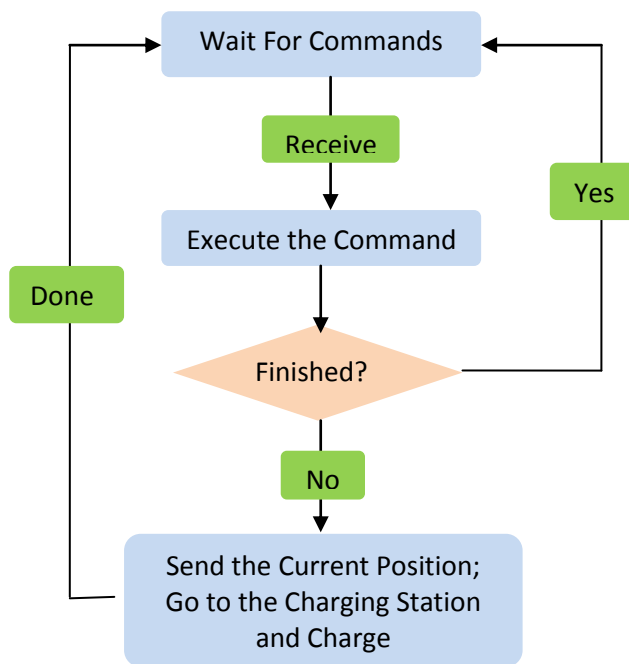 Wait For Commands
Receive
Yes
Execute the Command
Done
Finished?
No
Send the Current Position;
Go to the Charging Station
and Charge